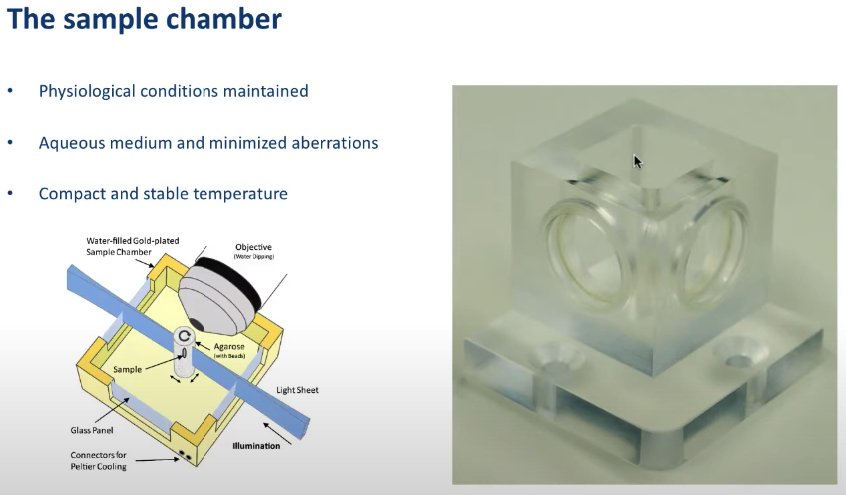 The sample chamber
• Physiological conditions maintained
• Aqueous medium and minimized aberrations
• Compact and stable temperature
Water-filled Gold-plated
Sample Chamber
Objective
(Water Dipping)
Agarose
(with Beads)
Sample
Light Sheet
Glass Panel
Illumination
Connectors for
Peltier Cooling